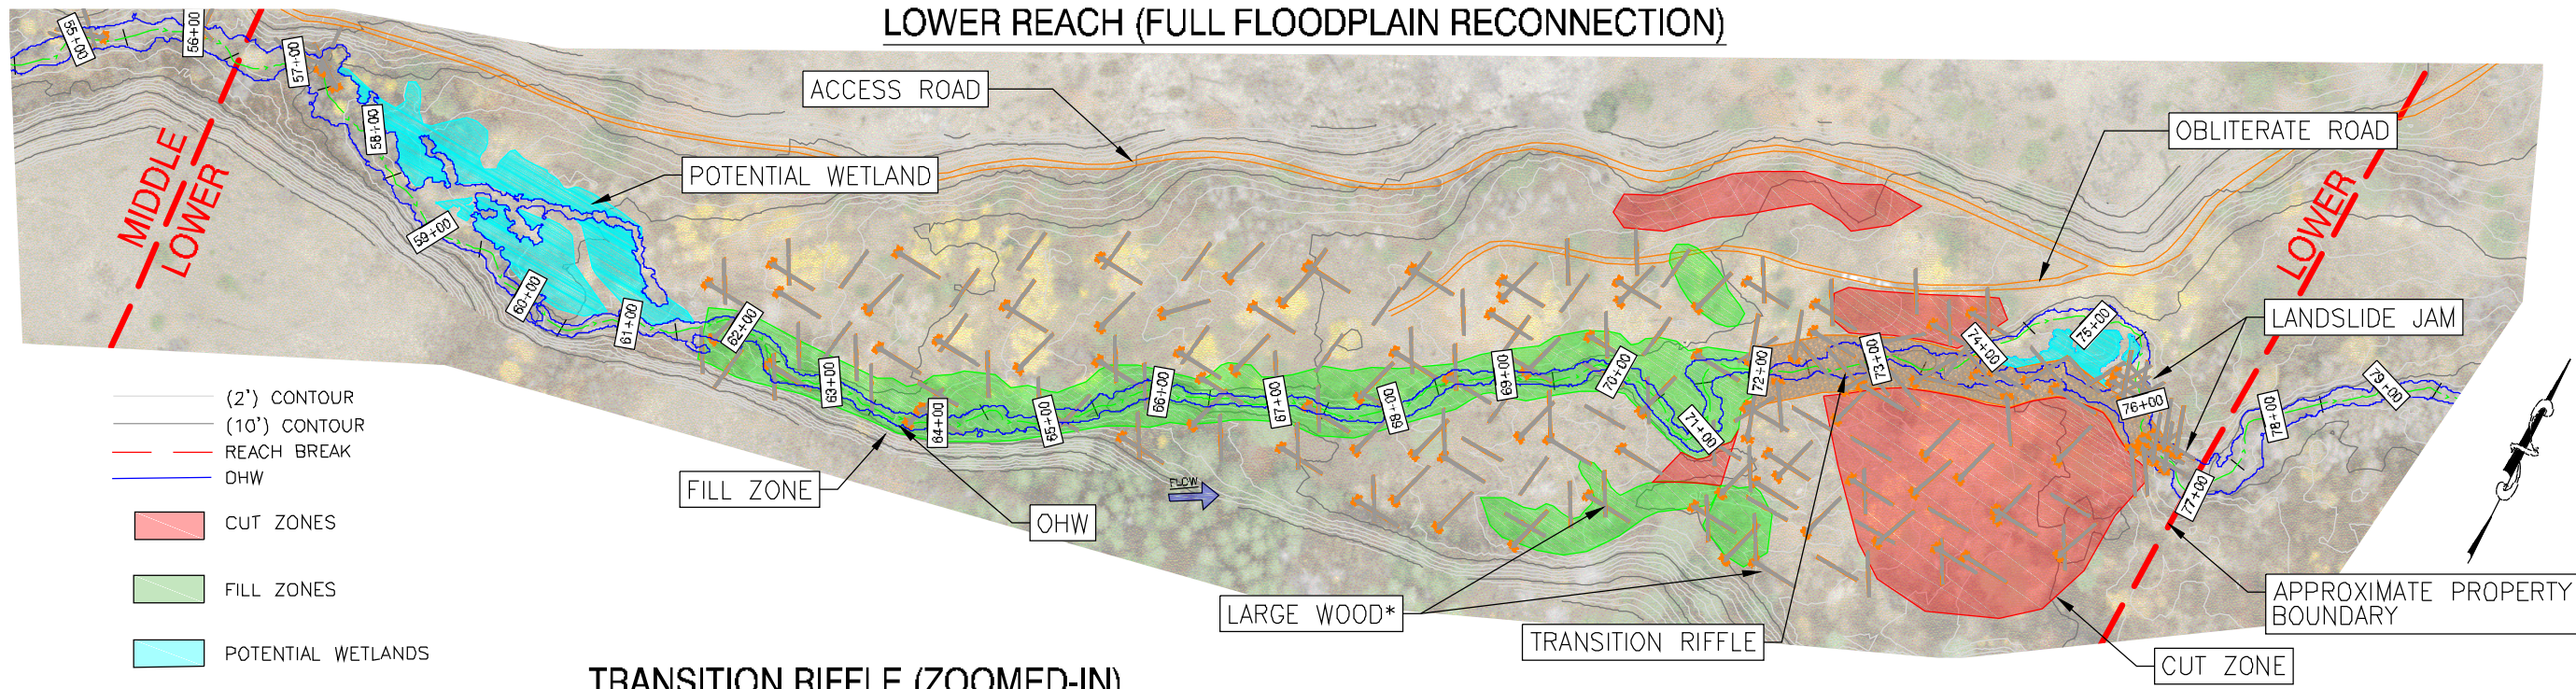 LOWER REACH (FULL FLOODPLAIN RECONNECTION)
55+00
56+00
57+00
58+00
59+00
60+00
61+00
62+00
63+00
64+00
65+00
66+00
67+00
68+00
69+00
70+00
71+00
72+00
73+00
74+00
75+00
76+00
77+00
78+00
79+00
MIDDLE
LOWER
ACCESS ROAD
POTENTIAL WETLAND
OBLITERATE ROAD
LOWER
LANDSLIDE JAM
FILL ZONE
FLOW
OHW
LARGE WOOD*
TRANSITION RIFFLE
APPROXIMATE PROPERTY
BOUNDARY
CUT ZONE
(2') CONTOUR
(10') CONTOUR
REACH BREAK
OHW
CUT ZONES
FILL ZONES
POTENTIAL WETLANDS
TRANSITION RIFFLE (ZOOMED-IN)